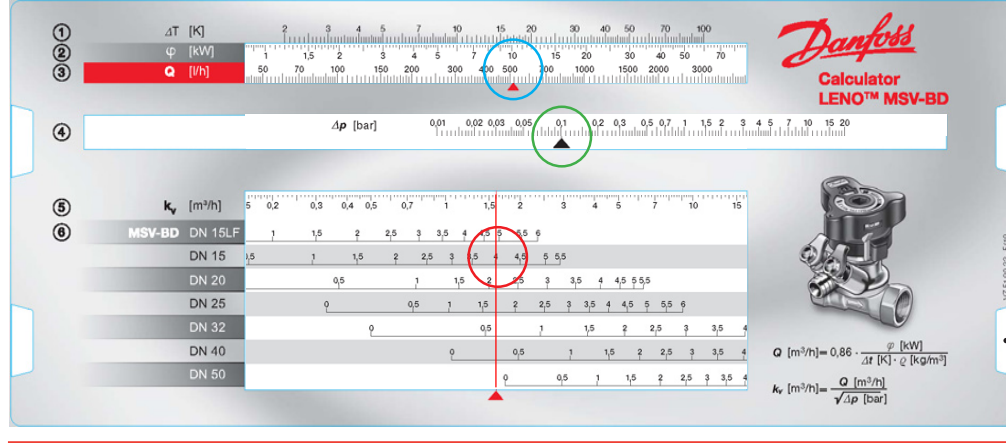 ① ΔT [K] 2 3 4 5 7 10 15 20 30 40 50 70 100
② φ [kW] 1 1,5 2 3 4 5 7 10 15 20 30 40 50 70
③ Q [l/h] 50 70 100 150 200 300 400 500 700 1000 1500 2000 3000
Danfoss
Calculator
LENO™ MSV-BD
④ Δp [bar] 0,01 0,02 0,03 0,05 0,1 0,2 0,3 0,5 0,7 1 1,5 2 3 4 5 7 10 15 20
⑤ kv [m³/h] 5 0,2 0,3 0,4 0,5 0,7 1 1,5 2 3 4 5 7 10 15
⑥ MSV-BD DN 15LF 1 1,5 2 2,5 3 3,5 4 4,5 5 5,5 6
DN 15 ,5 1 1,5 2 2,5 3 3,5 4 4,5 5 5,5
DN 20 0,5 1 1,5 2 2,5 3 3,5 4 4,5 5 5,5
DN 25 0 0,5 1 1,5 2 2,5 3 3,5 4 4,5 5 5,5 6
DN 32 0 0,5 1 1,5 2 2,5 3 3,5 4
DN 40 0 0,5 1 1,5 2 2,5 3 3,5 4
DN 50 0 0,5 1 1,5 2 2,5 3 3,5 4
Q [m³/h]= 0,86 · φ [kW] / Δt [K] · ϱ [kg/m³]
kv [m³/h]= Q [m³/h] / √Δp [bar]